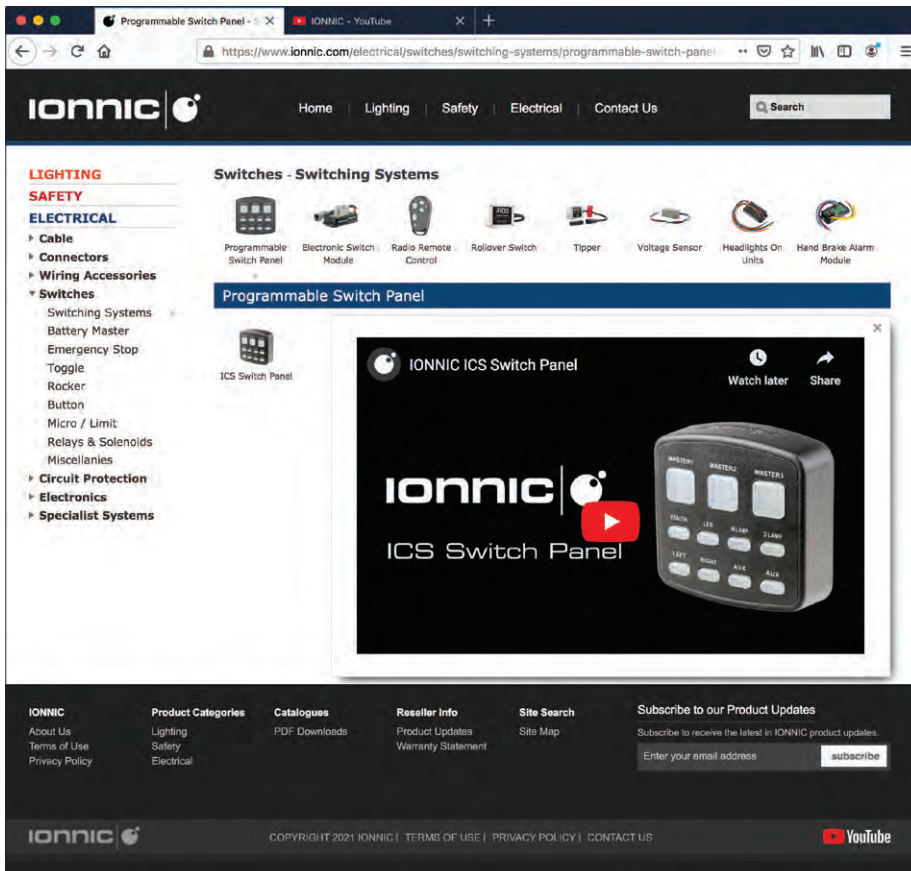 Programmable Switch Panel - S
IONNIC - YouTube
https://www.ionnic.com/electrical/switches/switching-systems/programmable-switch-panel
IONNIC
Home | Lighting | Safety | Electrical | Contact Us
Search
LIGHTING
SAFETY
ELECTRICAL
Cable
Connectors
Wiring Accessories
Switches
Switching Systems
Battery Master
Emergency Stop
Toggle
Rocker
Button
Micro / Limit
Relays & Solenoids
Miscellanies
Circuit Protection
Electronics
Specialist Systems
Switches - Switching Systems
Programmable
Switch Panel
Electronic Switch
Module
Radio Remote
Control
Rollover Switch
Tipper
Voltage Sensor
Headlights On
Units
Hand Brake Alarm
Module
Programmable Switch Panel
ICS Switch Panel
IONNIC ICS Switch Panel
Watch later
Share
IONNIC
ICS Switch Panel
MASTER1 MASTER2 MASTER3
BEACON LED W.LAMP D.LAMP
LEFT RIGHT AUX AUX
IONNIC
About Us
Terms of Use
Privacy Policy
Product Categories
Lighting
Safety
Electrical
Catalogues
PDF Downloads
Reseller Info
Product Updates
Warranty Statement
Site Search
Site Map
Subscribe to our Product Updates
Subscribe to receive the latest in IONNIC product updates.
Enter your email address
subscribe
IONNIC
COPYRIGHT 2021 IONNIC | TERMS OF USE | PRIVACY POLICY | CONTACT US
YouTube